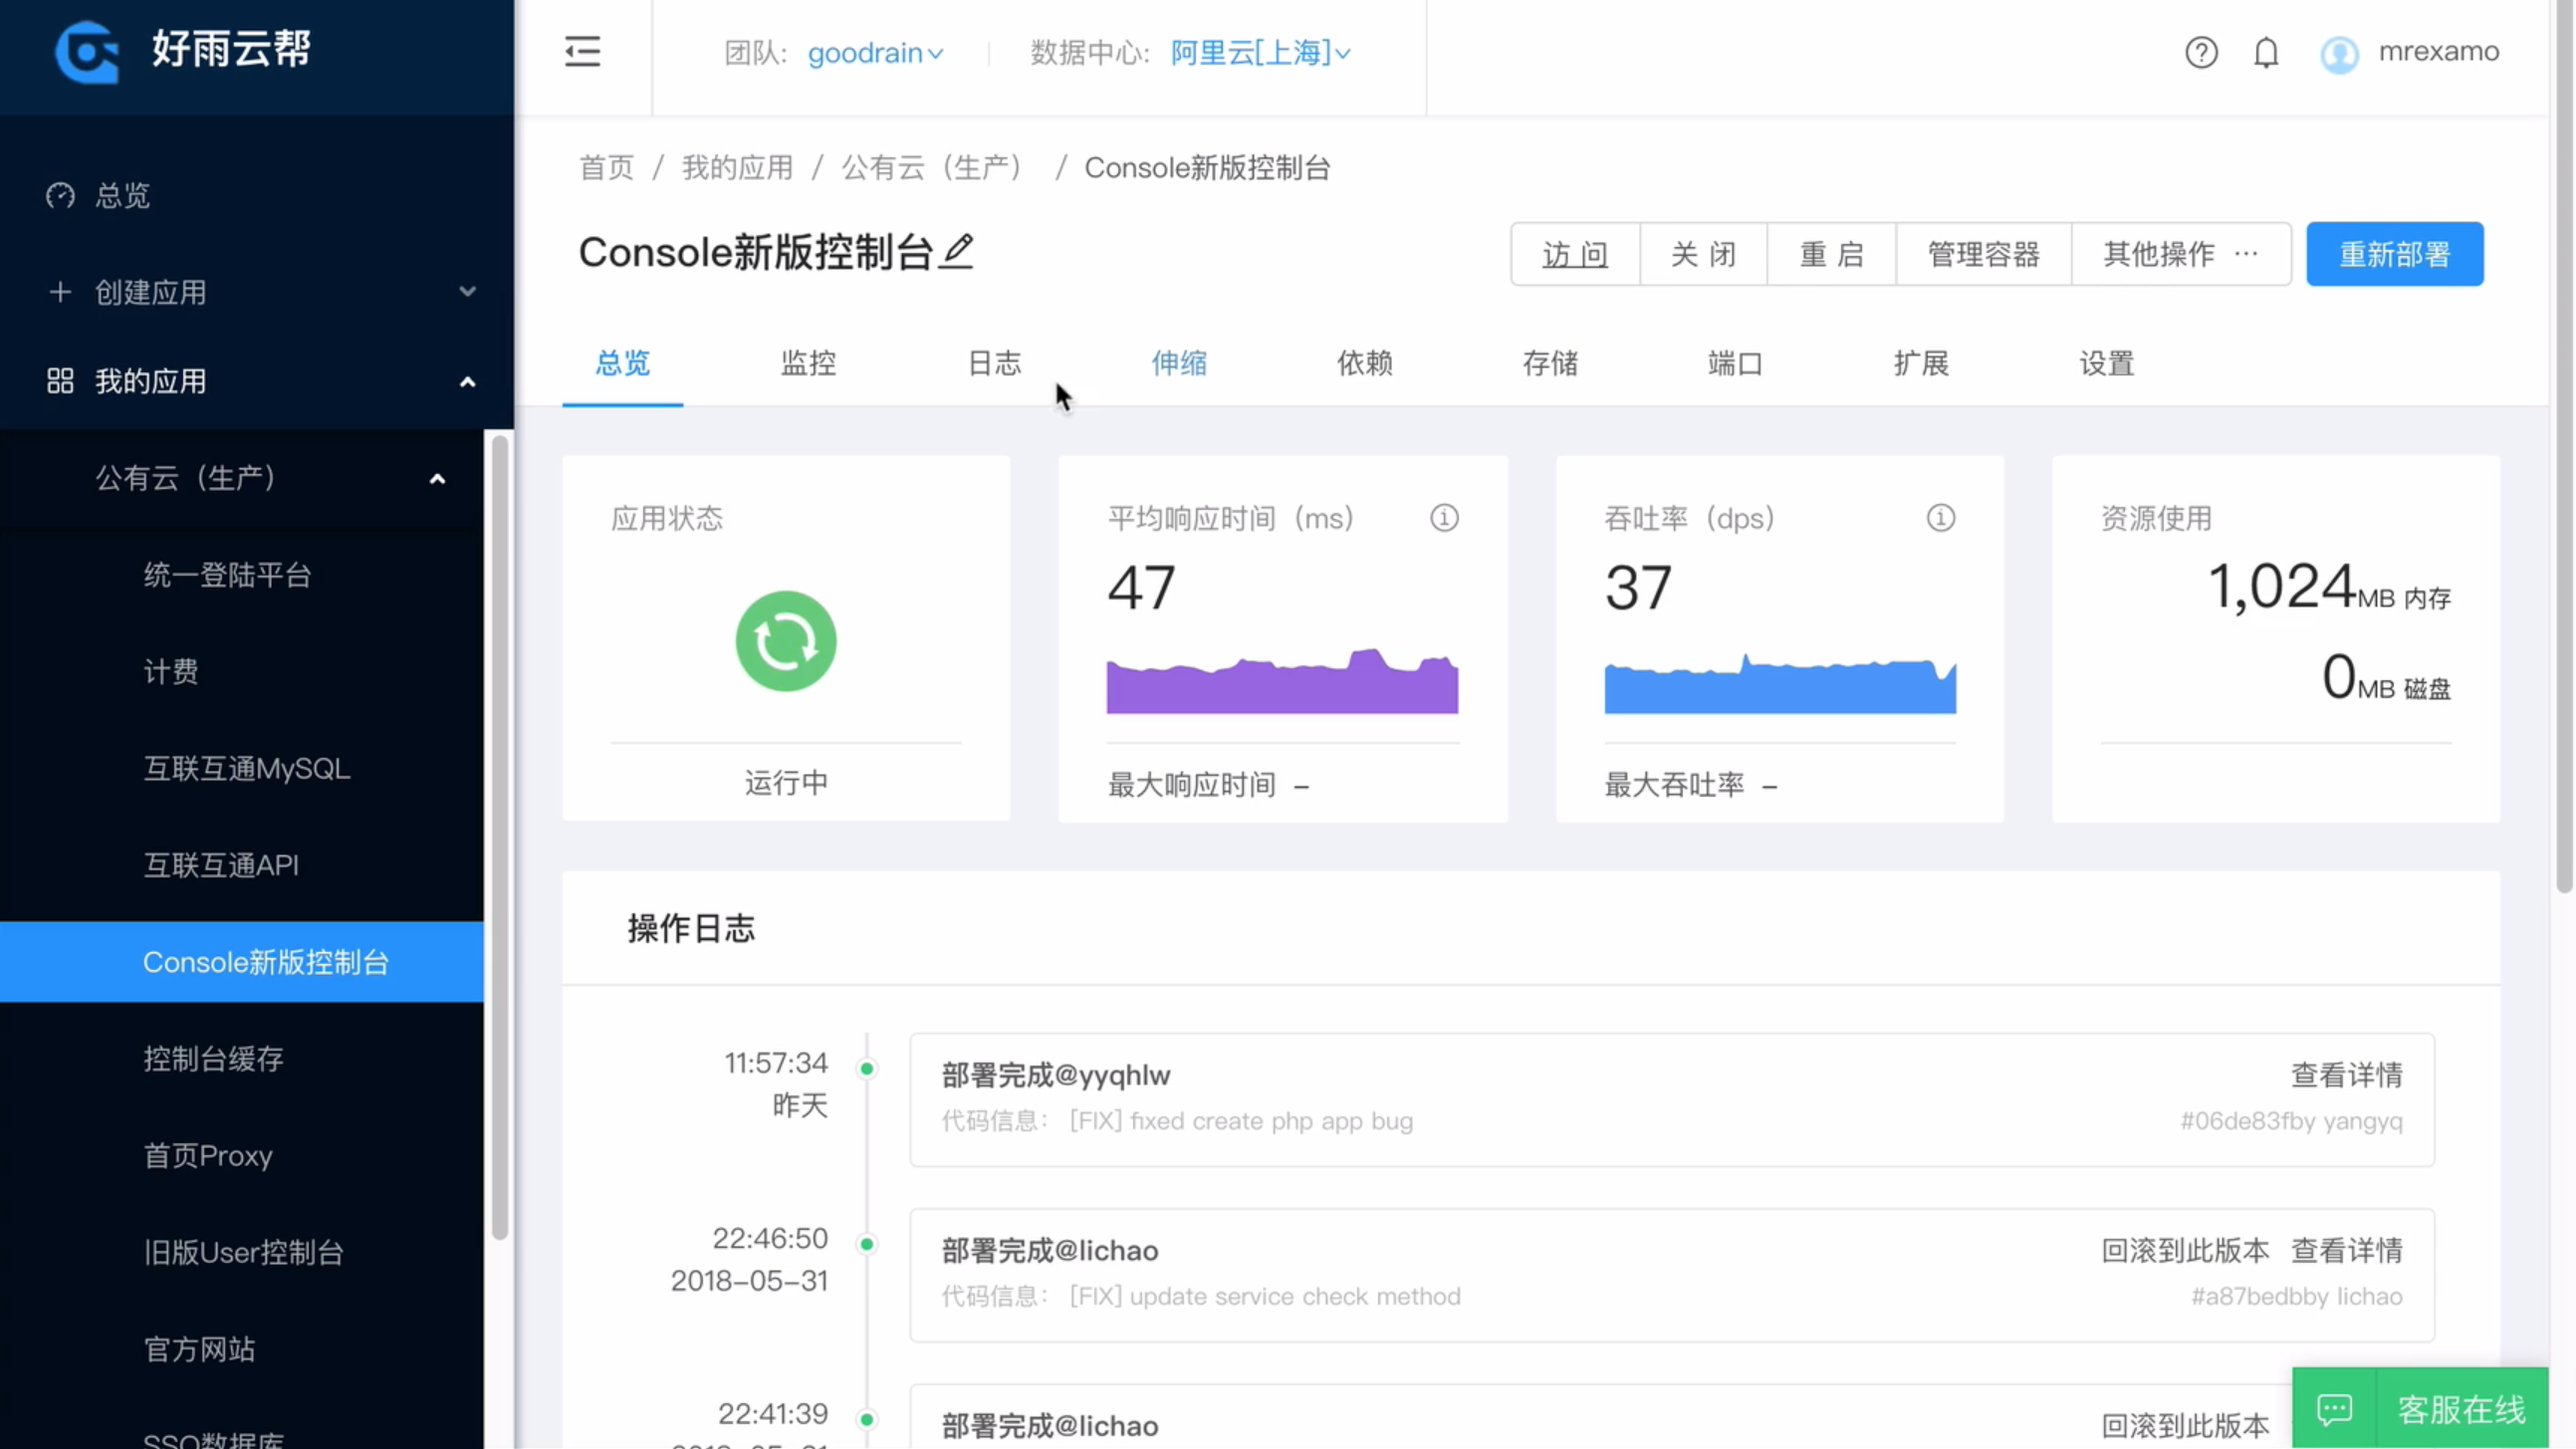 好雨云帮
团队: goodrain
数据中心: 阿里云[上海]
mrexamo
总览
创建应用
我的应用
公有云（生产）
统一登陆平台
计费
互联互通MySQL
互联互通API
Console新版控制台
控制台缓存
首页Proxy
旧版User控制台
官方网站
SSO数据库
首页 / 我的应用 / 公有云（生产） / Console新版控制台
Console新版控制台
访 问 关 闭 重 启 管理容器 其他操作 ··· 重新部署
总览 监控 日志 伸缩 依赖 存储 端口 扩展 设置
应用状态
运行中
平均响应时间（ms）
47
最大响应时间 –
吞吐率（dps）
37
最大吞吐率 –
资源使用
1,024MB 内存
0MB 磁盘
操作日志
11:57:34
昨天
部署完成@yyqhlw 查看详情
代码信息： [FIX] fixed create php app bug #06de83fby yangyq
22:46:50
2018-05-31
部署完成@lichao 回滚到此版本 查看详情
代码信息： [FIX] update service check method #a87bedbby lichao
22:41:39
2018-05-31
部署完成@lichao 回滚到此版本
客服在线